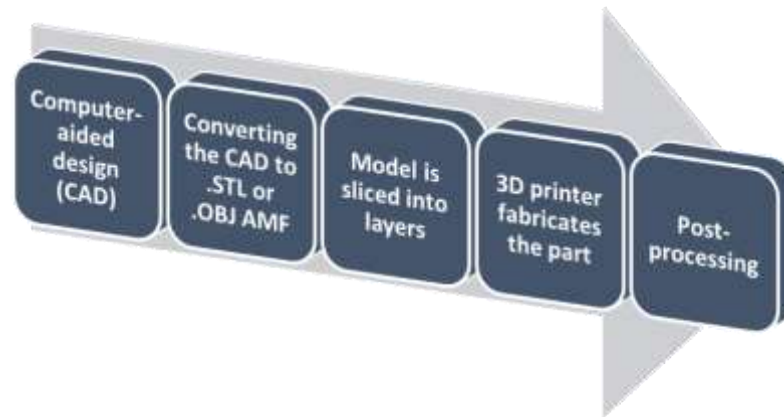 Computer-
aided
design
(CAD)
Converting
the CAD to
.STL or
.OBJ AMF
Model is
sliced into
layers
3D printer
fabricates
the part
Post-
processing